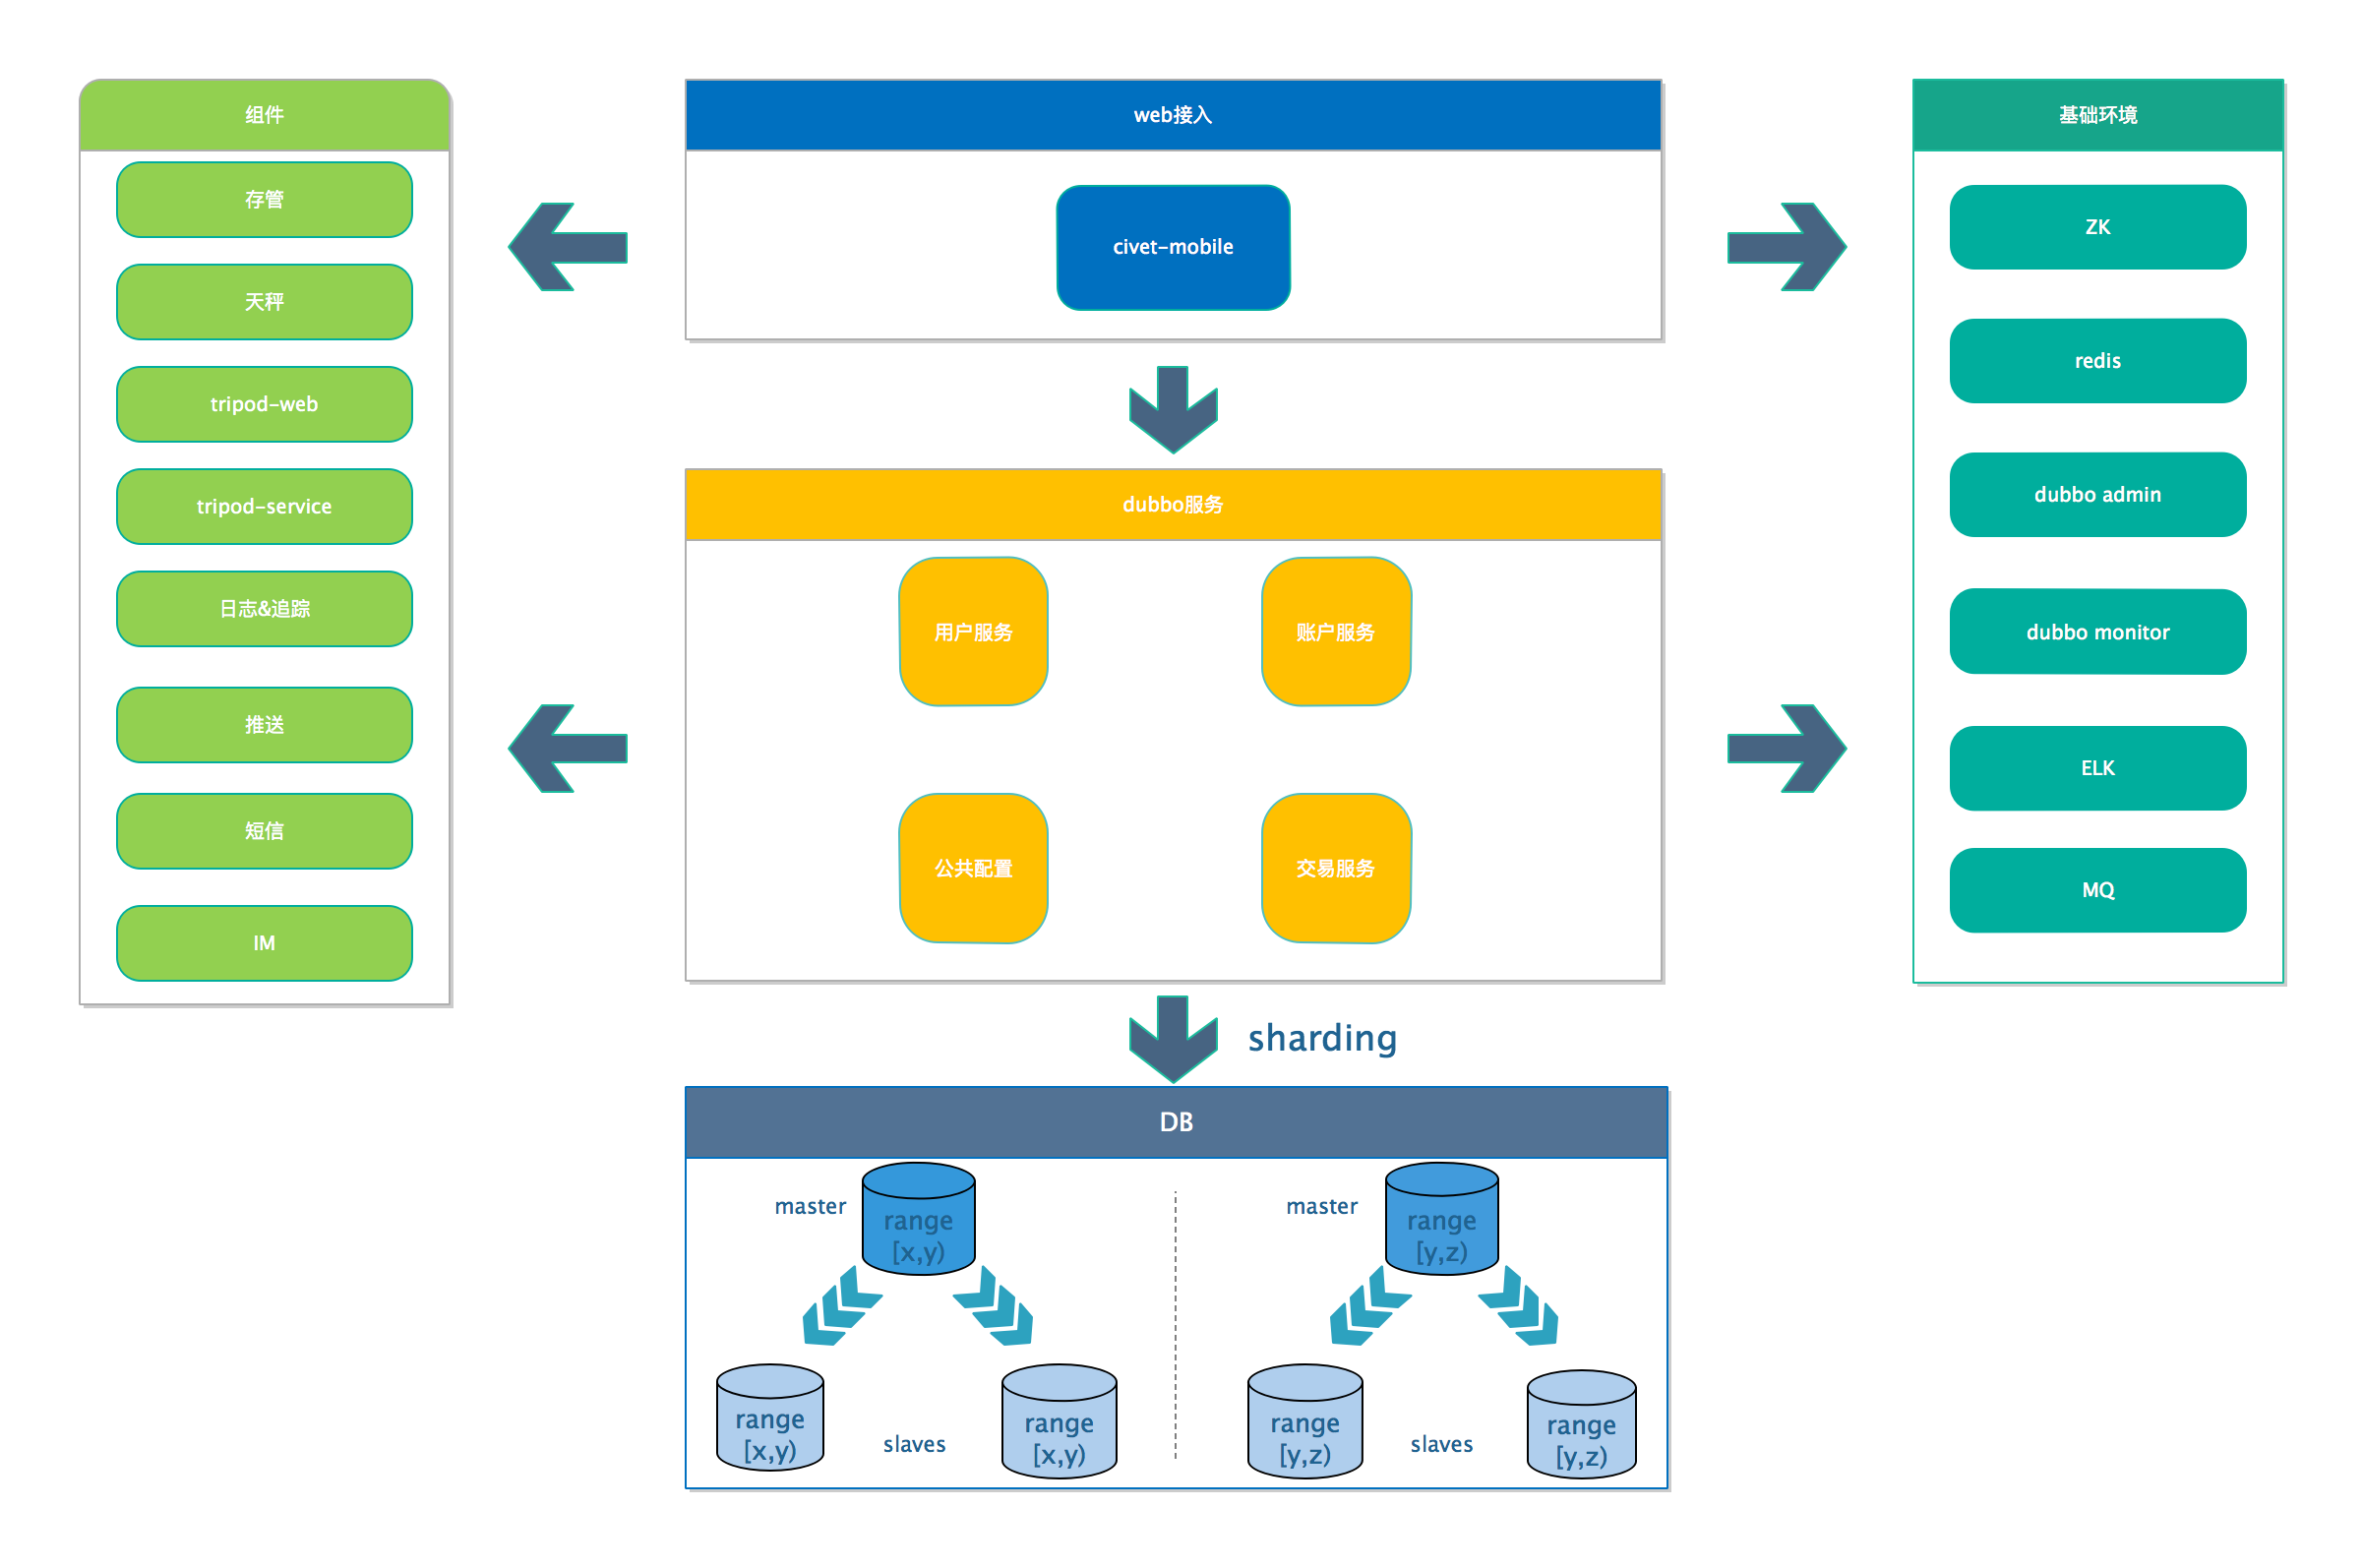 组件
存管
天秤
tripod-web
tripod-service
日志&追踪
推送
短信
IM
web接入
civet-mobile
dubbo服务
用户服务
账户服务
公共配置
交易服务
sharding
DB
master
range
[x,y)
master
range
[y,z)
range
[x,y)
slaves
range
[x,y)
range
[y,z)
slaves
range
[y,z)
基础环境
ZK
redis
dubbo admin
dubbo monitor
ELK
MQ